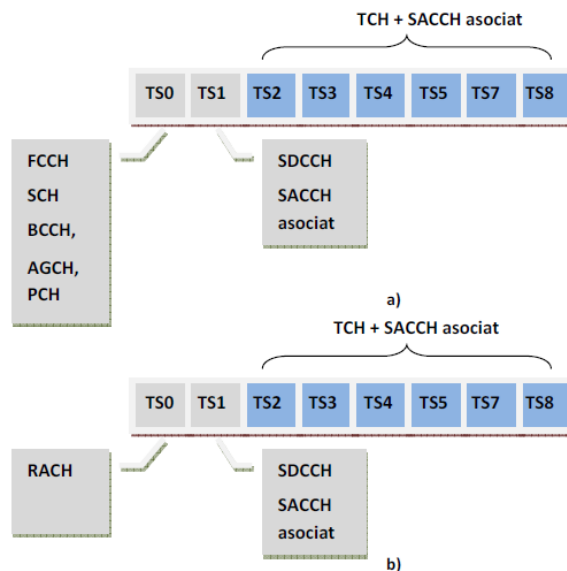 TCH + SACCH asociat
TS0 TS1 TS2 TS3 TS4 TS5 TS7 TS8
FCCH
SCH
BCCH,
AGCH,
PCH
SDCCH
SACCH
asociat
a)
TCH + SACCH asociat
TS0 TS1 TS2 TS3 TS4 TS5 TS7 TS8
RACH
SDCCH
SACCH
asociat
b)